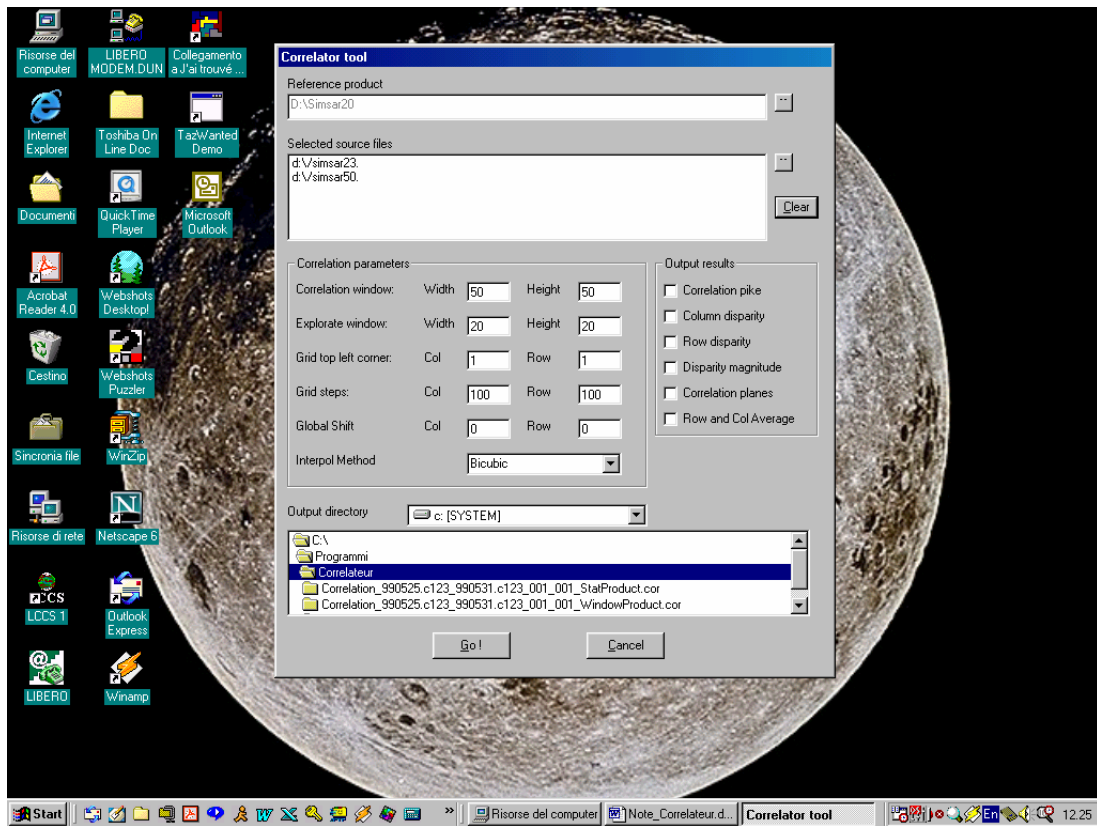 Risore del
computer
LIBERO
MODEM.DUN
Collegamento
a J'ai trouvé ...
Internet
Explorer
Toshiba On
Line Doc
TazWanted
Demo
Documenti
QuickTime
Player
Microsoft
Outlook
Acrobat
Reader 4.0
Webshots
Desktop!
Cestino
Webshots
Puzzler
Sincronia file
WinZip
Risorse di rete
Netscape 6
LCCS
LCCS 1
Outlook
Express
LIBERO
Winamp
Correlator tool
Reference product
D:\Simsar20
Selected source files
d:\/simsar23.
d:\/simsar50.
Clear
Correlation parameters
Correlation window: Width 50 Height 50
Explorate window: Width 20 Height 20
Grid top left corner: Col 1 Row 1
Grid steps: Col 100 Row 100
Global Shift Col 0 Row 0
Interpol Method Bicubic
Output results
Correlation pike
Column disparity
Row disparity
Disparity magnitude
Correlation planes
Row and Col Average
Output directory c: [SYSTEM]
C:\
Programmi
Correlateur
Correlation_990525.c123_990531.c123_001_001_StatProduct.cor
Correlation_990525.c123_990531.c123_001_001_WindowProduct.cor
Go ! Cancel
Start Risorse del computer Note_Correlateur.d... Correlator tool En 12.25